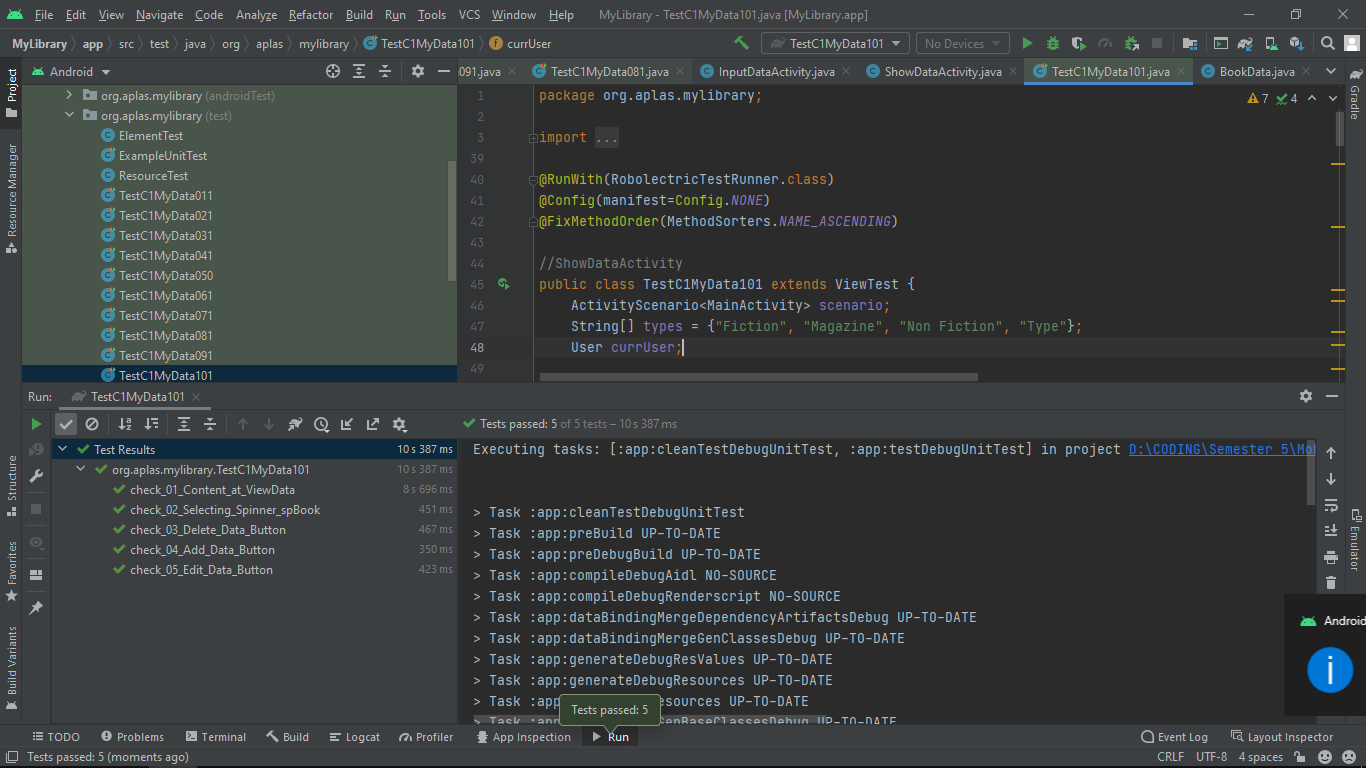 File Edit View Navigate Code Analyze Refactor Build Run Tools VCS Window Help MyLibrary - TestC1MyData101.java [MyLibrary.app]
MyLibrary app src test java org aplas mylibrary TestC1MyData101 currUser TestC1MyData101 No Devices
Project
Android
091.java TestC1MyData081.java InputDataActivity.java ShowDataActivity.java TestC1MyData101.java BookData.java
Gradle
org.aplas.mylibrary (androidTest)
org.aplas.mylibrary (test)
ElementTest
ExampleUnitTest
ResourceTest
TestC1MyData011
TestC1MyData021
TestC1MyData031
TestC1MyData041
TestC1MyData050
TestC1MyData061
TestC1MyData071
TestC1MyData081
TestC1MyData091
TestC1MyData101
Resource Manager
7 4
1 package org.aplas.mylibrary;
2
3 import ...
39
40 @RunWith(RobolectricTestRunner.class)
41 @Config(manifest=Config.NONE)
42 @FixMethodOrder(MethodSorters.NAME_ASCENDING)
43
44 //ShowDataActivity
45 public class TestC1MyData101 extends ViewTest {
46 ActivityScenario<MainActivity> scenario;
47 String[] types = {"Fiction", "Magazine", "Non Fiction", "Type"};
48 User currUser;
49
Run: TestC1MyData101
Tests passed: 5 of 5 tests – 10 s 387 ms
Test Results 10 s 387 ms
org.aplas.mylibrary.TestC1MyData101 10 s 387 ms
check_01_Content_at_ViewData 8 s 696 ms
check_02_Selecting_Spinner_spBook 451 ms
check_03_Delete_Data_Button 467 ms
check_04_Add_Data_Button 350 ms
check_05_Edit_Data_Button 423 ms
Structure
Favorites
Build Variants
Executing tasks: [:app:cleanTestDebugUnitTest, :app:testDebugUnitTest] in project D:\CODING\Semester 5\Mo
> Task :app:cleanTestDebugUnitTest
> Task :app:preBuild UP-TO-DATE
> Task :app:preDebugBuild UP-TO-DATE
> Task :app:compileDebugAidl NO-SOURCE
> Task :app:compileDebugRenderscript NO-SOURCE
> Task :app:dataBindingMergeDependencyArtifactsDebug UP-TO-DATE
> Task :app:dataBindingMergeGenClassesDebug UP-TO-DATE
> Task :app:generateDebugResValues UP-TO-DATE
> Task :app:generateDebugResources UP-TO-DATE
> Task :app esources UP-TO-DATE
> Task :app GenBaseClassesDebug UP-TO-DATE
Emulator
Android
Tests passed: 5
TODO Problems Terminal Build Logcat Profiler App Inspection Run Event Log Layout Inspector
Tests passed: 5 (moments ago) CRLF UTF-8 4 spaces